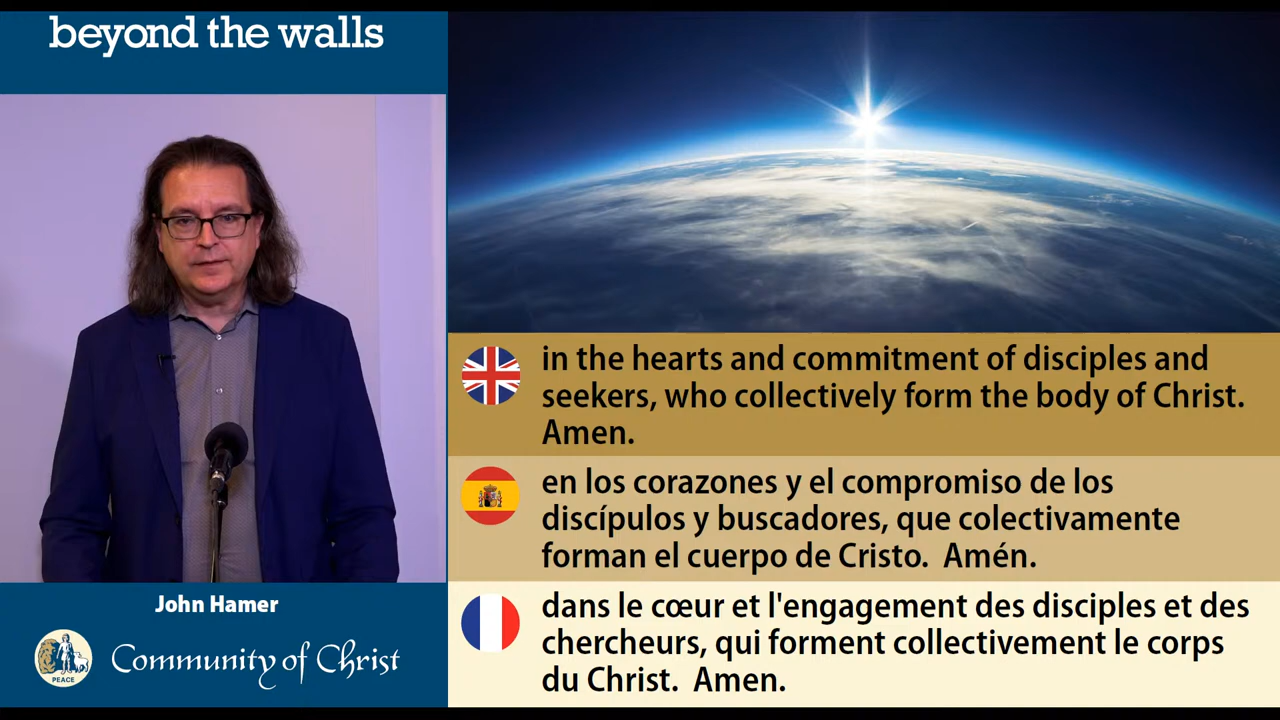 beyond the walls
John Hamer
PEACE
Community of Christ
in the hearts and commitment of disciples and
seekers, who collectively form the body of Christ.
Amen.
en los corazones y el compromiso de los
discípulos y buscadores, que colectivamente
forman el cuerpo de Cristo.  Amén.
dans le cœur et l'engagement des disciples et des
chercheurs, qui forment collectivement le corps
du Christ.  Amen.